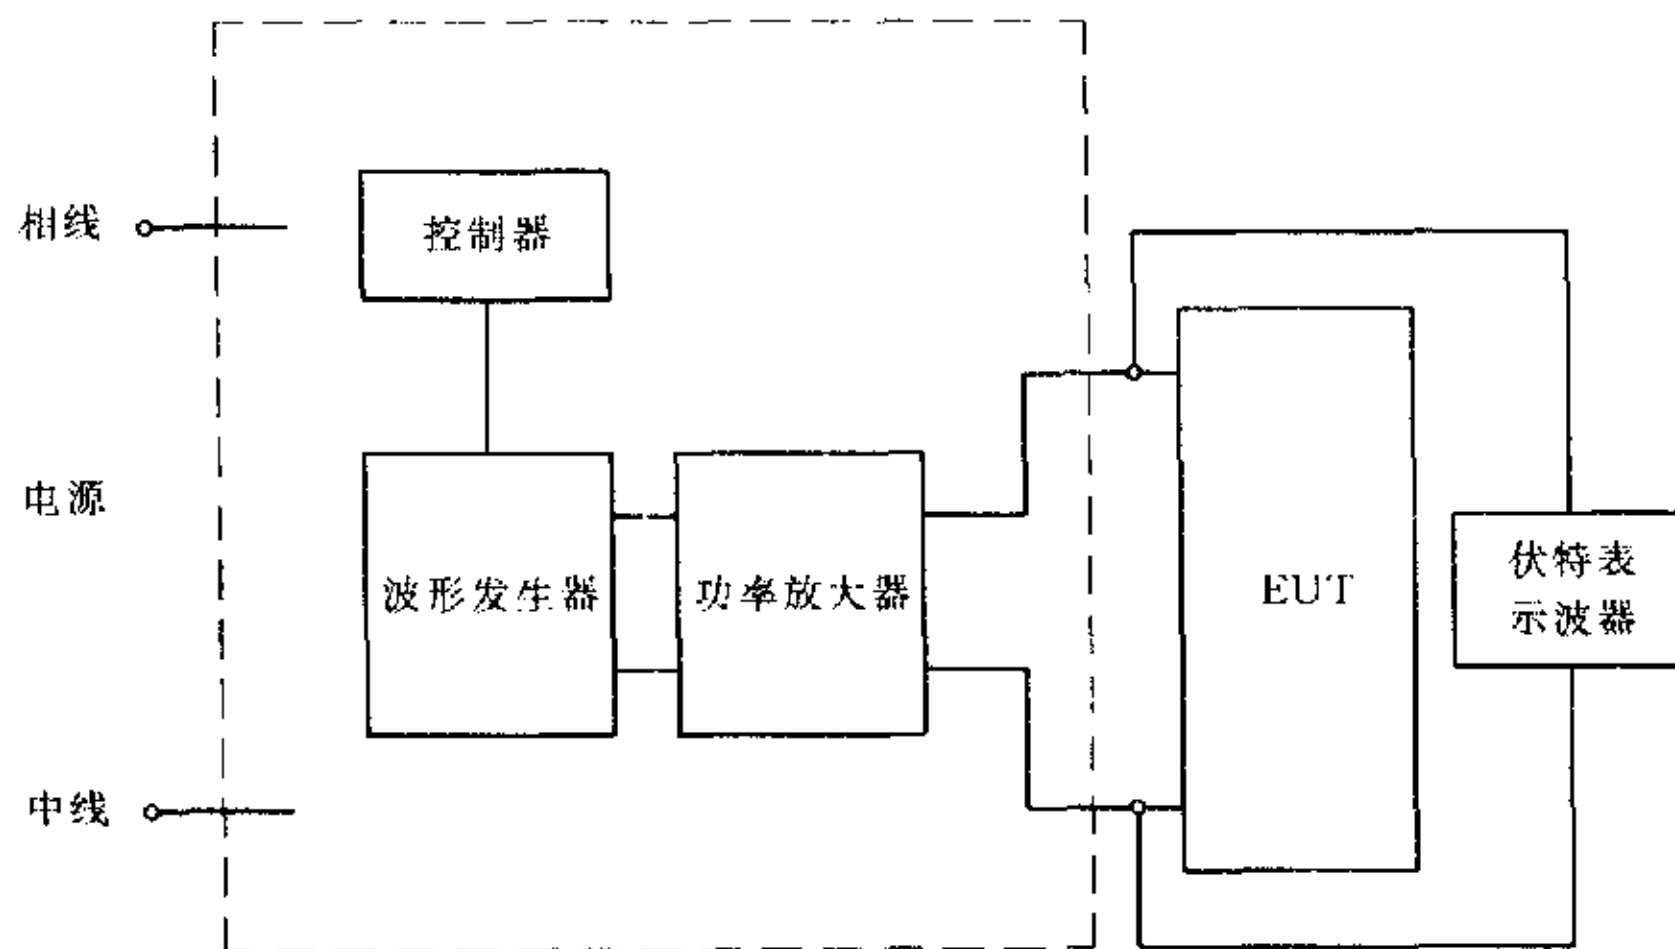 相线
控制器
电源
波形发生器
功率放大器
EUT
伏特表
示波器
中线